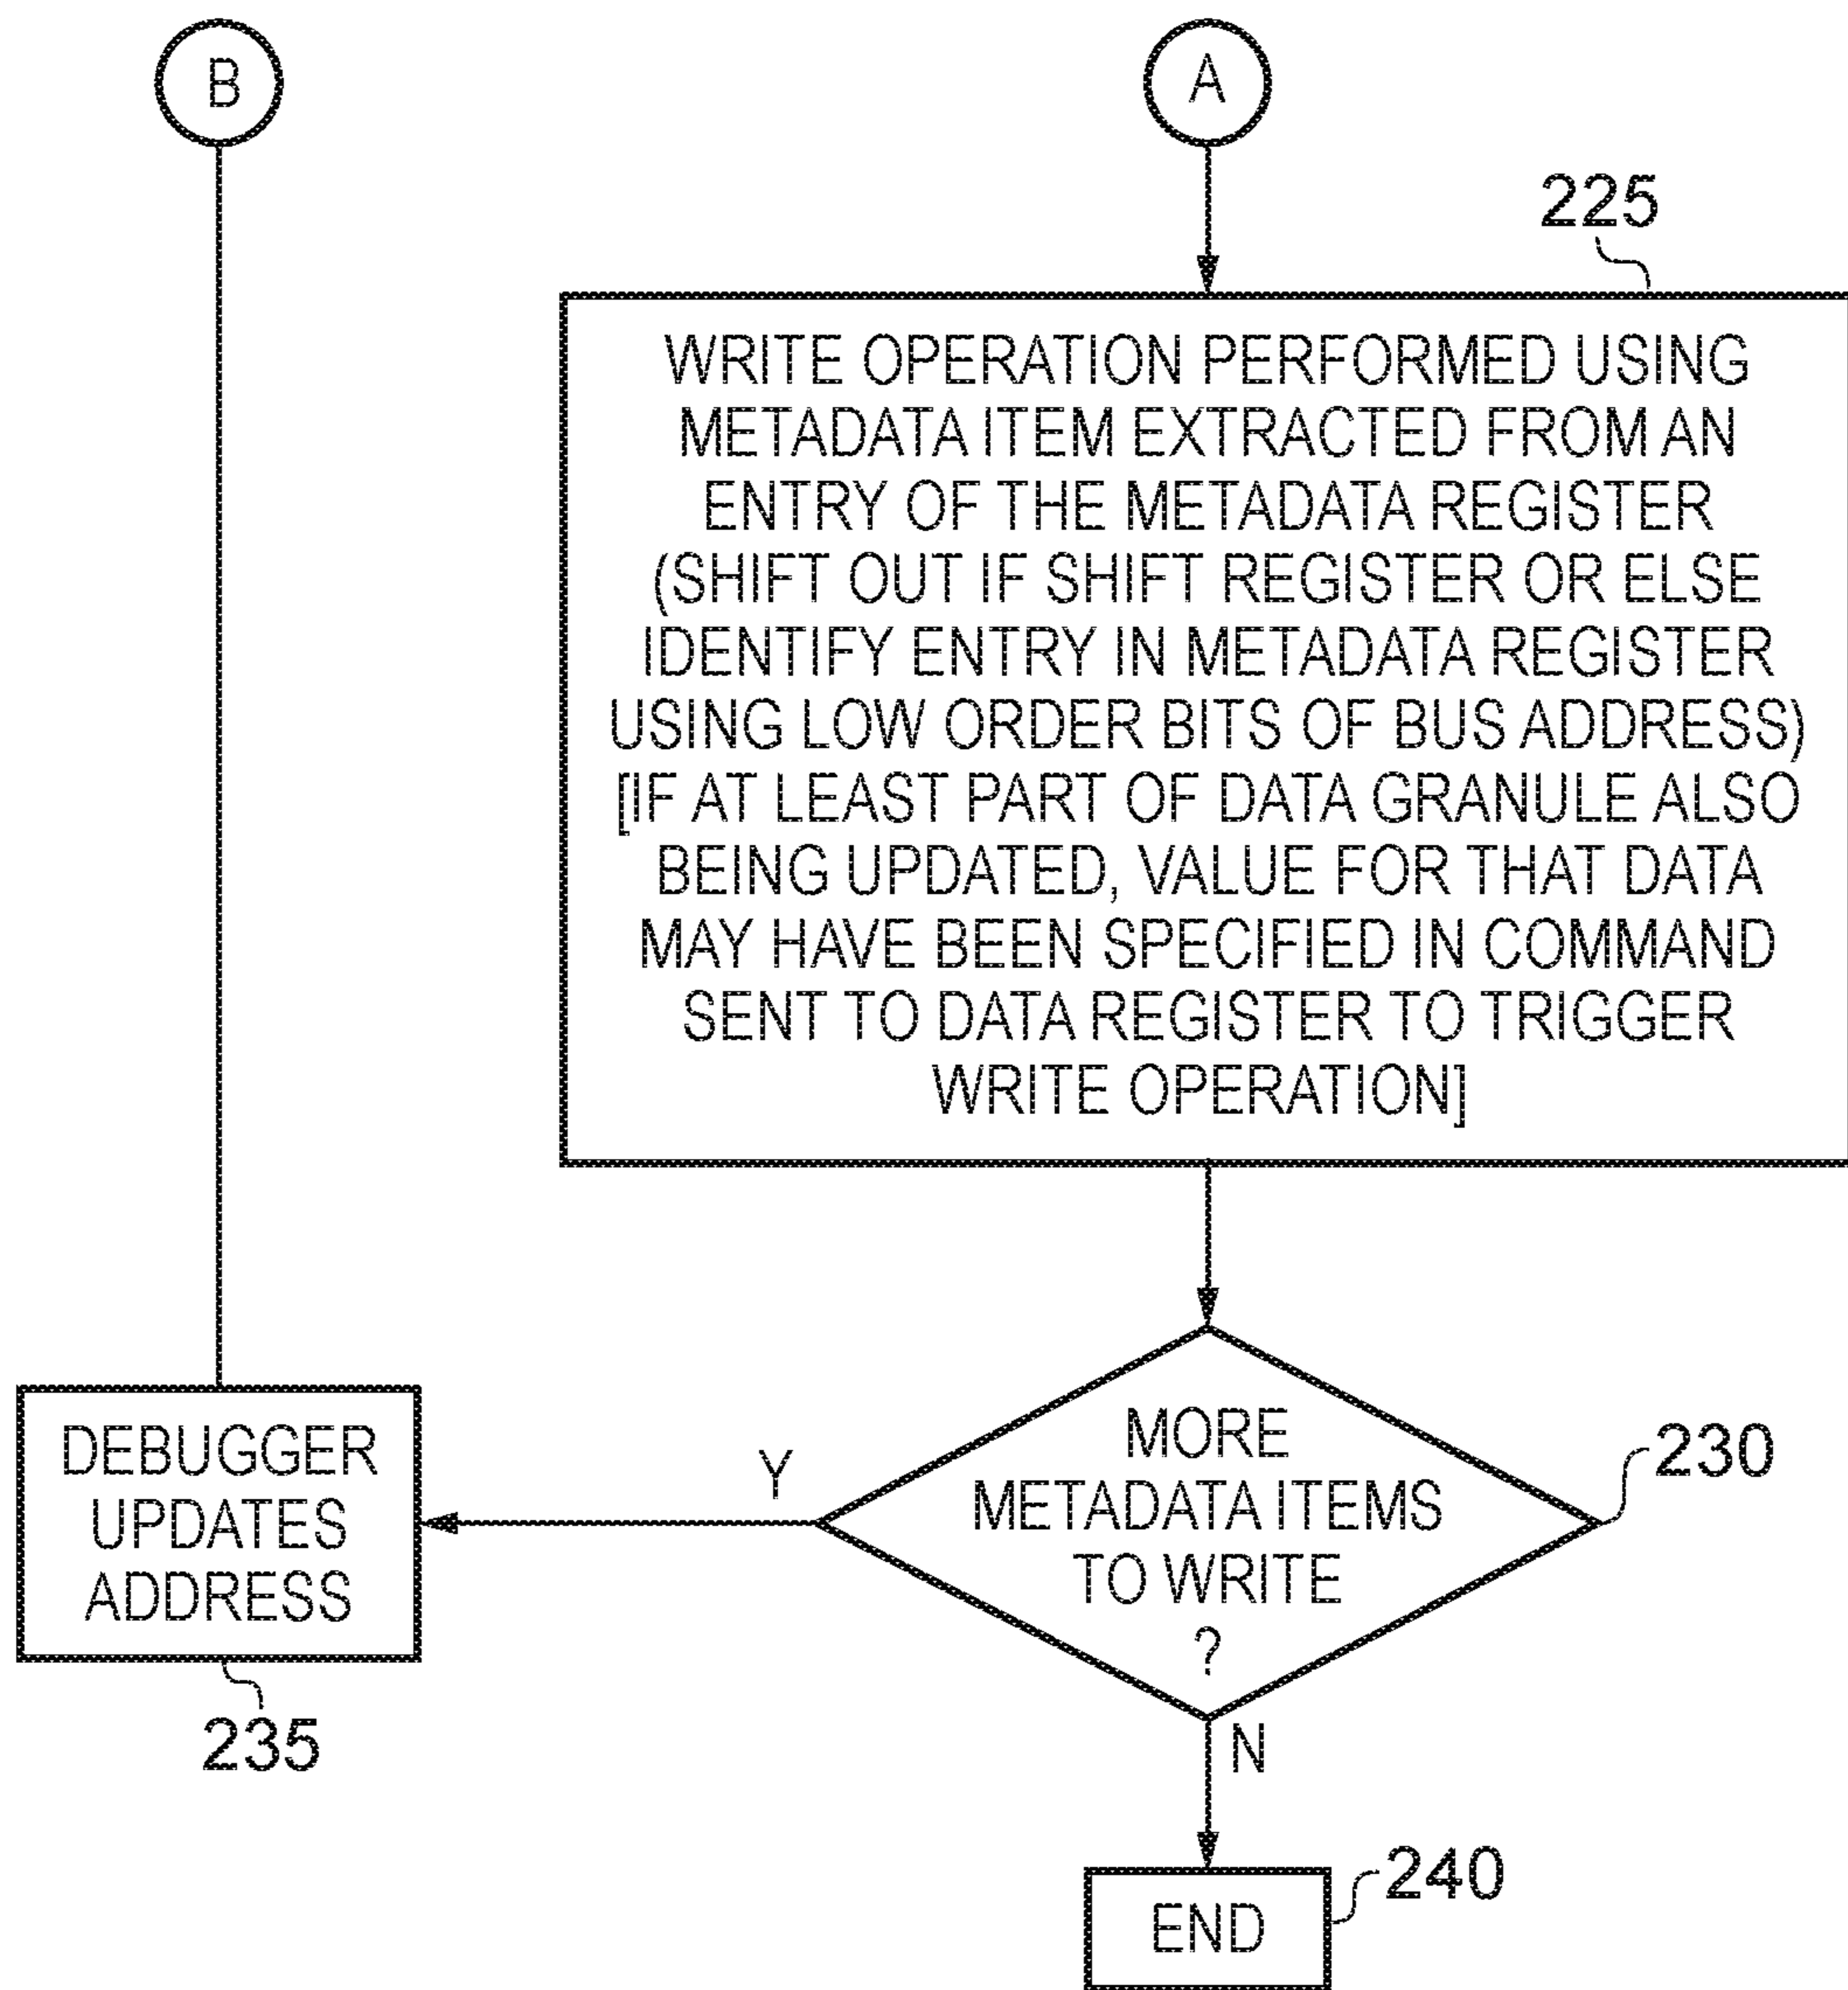 B
A
225
WRITE OPERATION PERFORMED USING
METADATA ITEM EXTRACTED FROM AN
ENTRY OF THE METADATA REGISTER
(SHIFT OUT IF SHIFT REGISTER OR ELSE
IDENTIFY ENTRY IN METADATA REGISTER
USING LOW ORDER BITS OF BUS ADDRESS)
[IF AT LEAST PART OF DATA GRANULE ALSO
BEING UPDATED, VALUE FOR THAT DATA
MAY HAVE BEEN SPECIFIED IN COMMAND
SENT TO DATA REGISTER TO TRIGGER
WRITE OPERATION]
MORE
METADATA ITEMS
TO WRITE
?
230
Y
DEBUGGER
UPDATES
ADDRESS
235
N
END
240